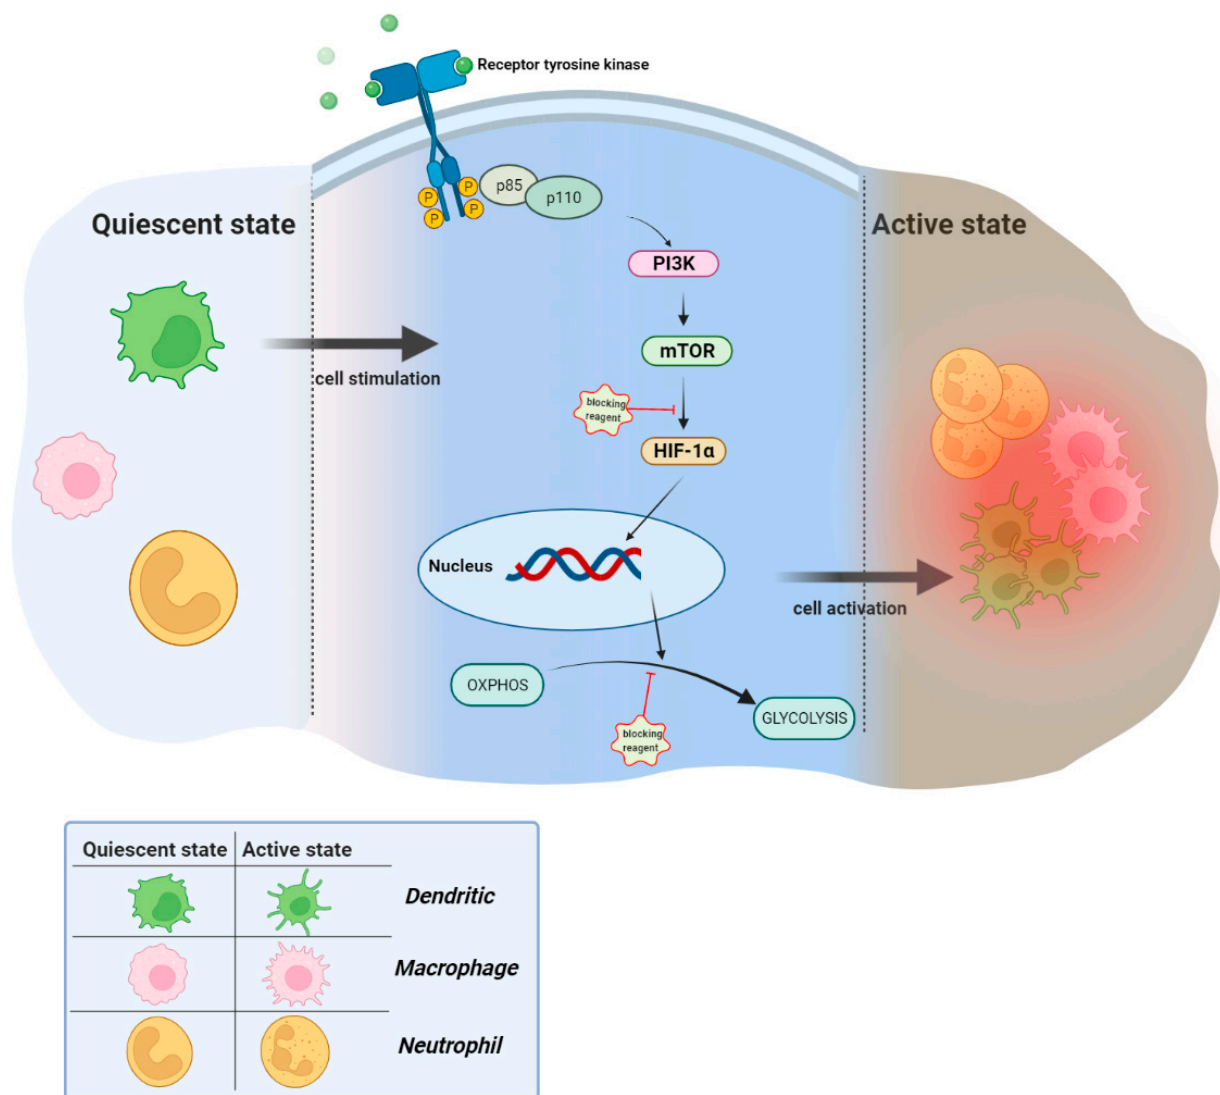 Receptor tyrosine kinase
P
P
P
P
p85
p110
Quiescent state
Active state
PI3K
cell stimulation
mTOR
blocking
reagent
HIF-1α
Nucleus
cell activation
OXPHOS
GLYCOLYSIS
blocking
reagent
Quiescent state
Active state
Dendritic
Macrophage
Neutrophil